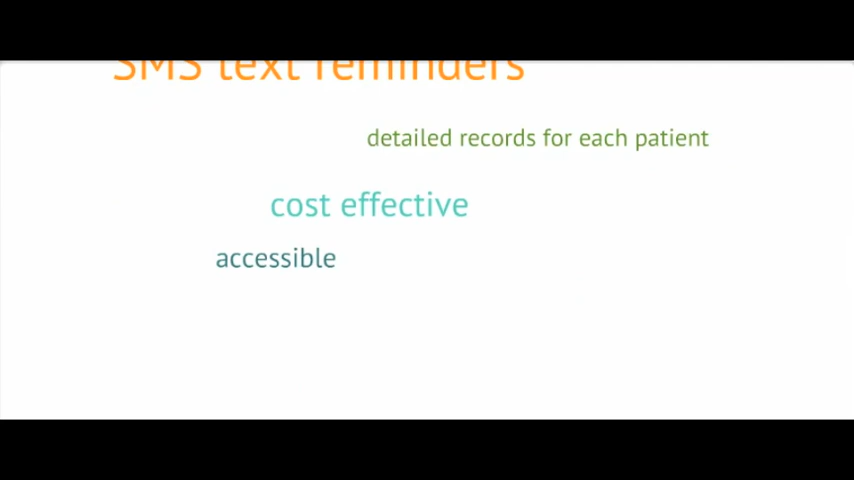 SMS text reminders
detailed records for each patient
cost effective
accessible